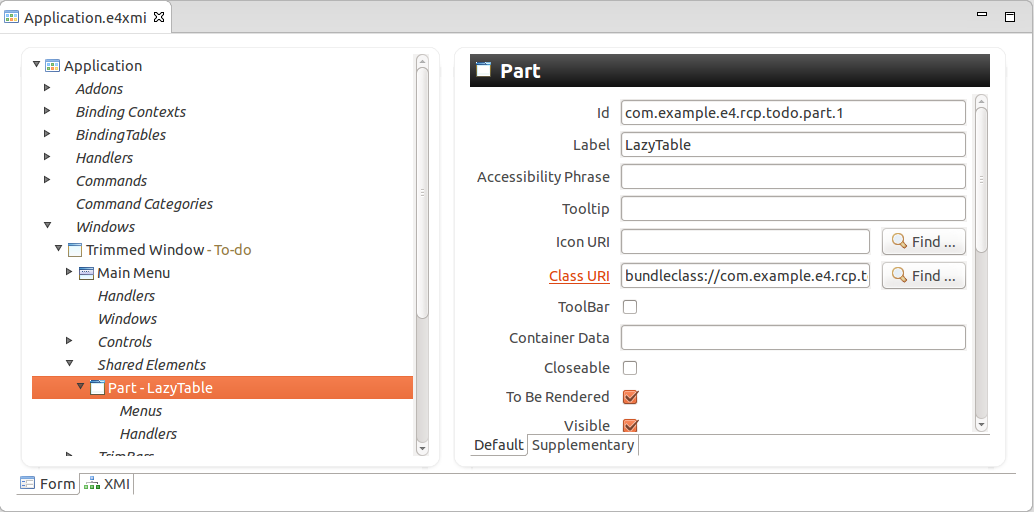 Application.e4xmi
Application
Addons
Binding Contexts
BindingTables
Handlers
Commands
Command Categories
Windows
Trimmed Window - To-do
Main Menu
Handlers
Windows
Controls
Shared Elements
Part - LazyTable
Menus
Handlers
TrimBars
Part
Id com.example.e4.rcp.todo.part.1
Label LazyTable
Accessibility Phrase
Tooltip
Icon URI Find ...
Class URI bundleclass://com.example.e4.rcp.t Find ...
ToolBar
Container Data
Closeable
To Be Rendered
Visible
Default Supplementary
Form XMI